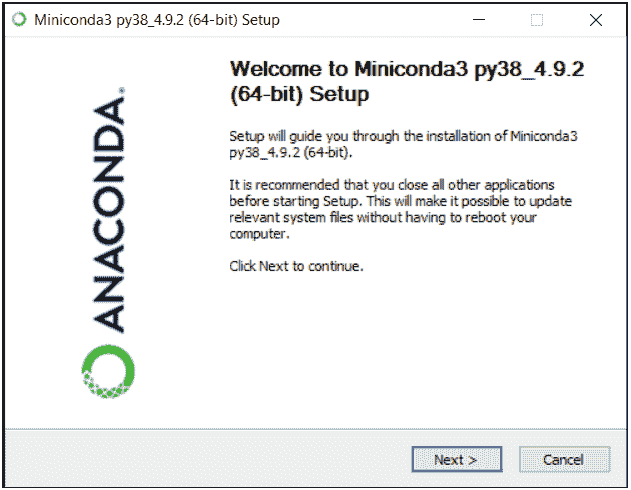 Miniconda3 py38_4.9.2 (64-bit) Setup
Welcome to Miniconda3 py38_4.9.2
(64-bit) Setup
Setup will guide you through the installation of Miniconda3
py38_4.9.2 (64-bit).
It is recommended that you close all other applications
before starting Setup. This will make it possible to update
relevant system files without having to reboot your
computer.
Click Next to continue.
ANACONDA.
Next >
Cancel